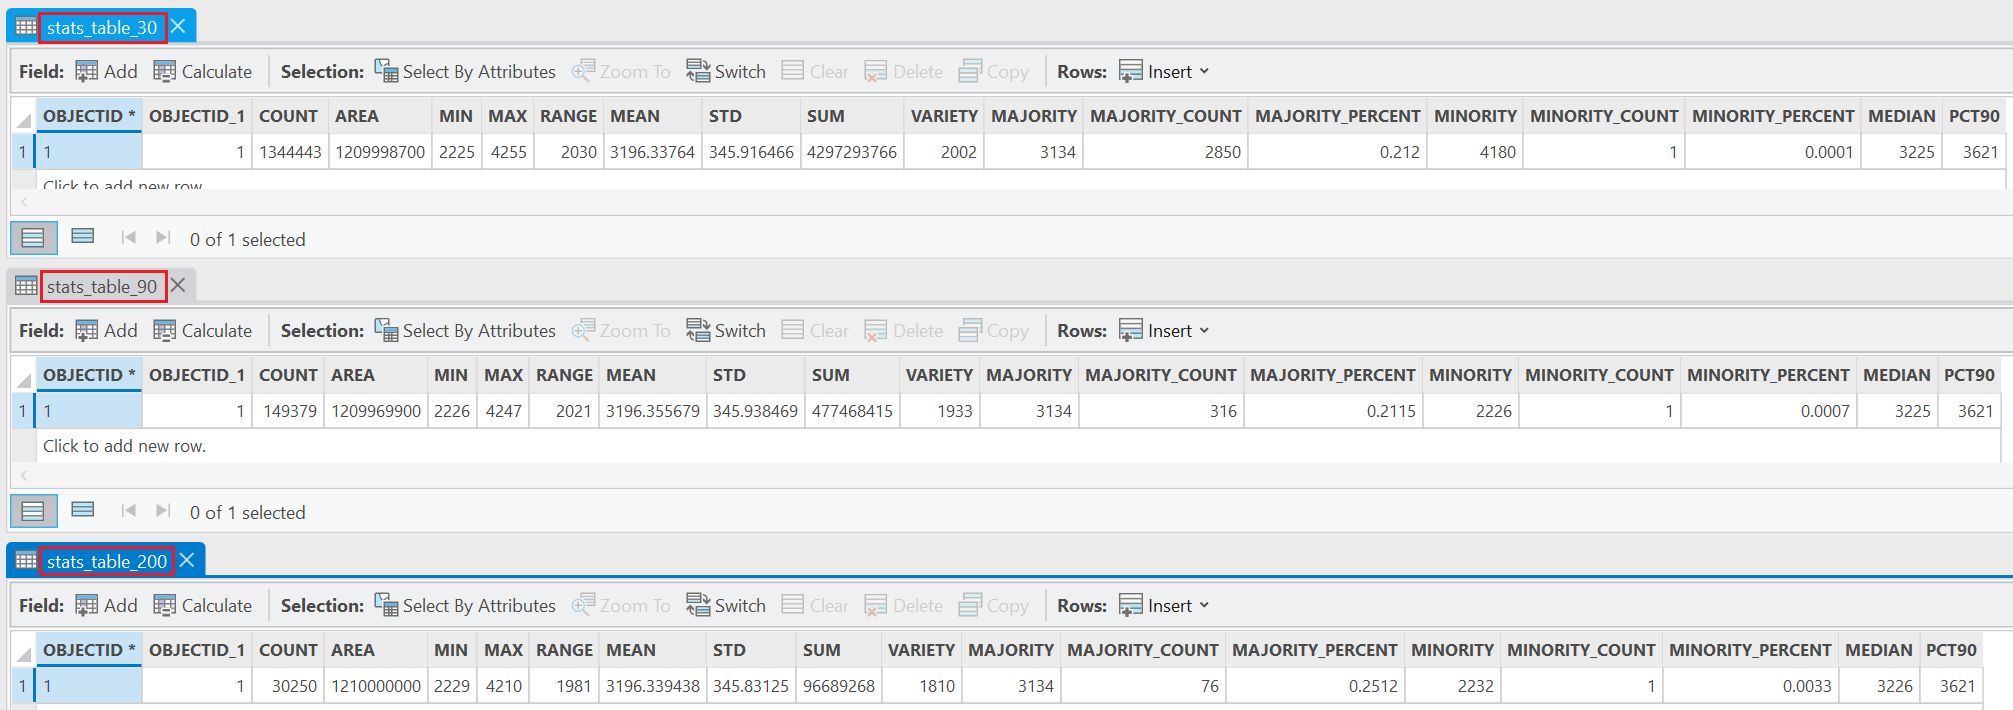 stats_table_30
Field: Add Calculate Selection: Select By Attributes Zoom To Switch Clear Delete Copy Rows: Insert
OBJECTID * OBJECTID_1 COUNT AREA MIN MAX RANGE MEAN STD SUM VARIETY MAJORITY MAJORITY_COUNT MAJORITY_PERCENT MINORITY MINORITY_COUNT MINORITY_PERCENT MEDIAN PCT90
1 1 1 1344443 1209998700 2225 4255 2030 3196.33764 345.916466 4297293766 2002 3134 2850 0.212 4180 1 0.0001 3225 3621
Click to add new row.
0 of 1 selected
stats_table_90
Field: Add Calculate Selection: Select By Attributes Zoom To Switch Clear Delete Copy Rows: Insert
OBJECTID * OBJECTID_1 COUNT AREA MIN MAX RANGE MEAN STD SUM VARIETY MAJORITY MAJORITY_COUNT MAJORITY_PERCENT MINORITY MINORITY_COUNT MINORITY_PERCENT MEDIAN PCT90
1 1 1 149379 1209969900 2226 4247 2021 3196.355679 345.938469 477468415 1933 3134 316 0.2115 2226 1 0.0007 3225 3621
Click to add new row.
0 of 1 selected
stats_table_200
Field: Add Calculate Selection: Select By Attributes Zoom To Switch Clear Delete Copy Rows: Insert
OBJECTID * OBJECTID_1 COUNT AREA MIN MAX RANGE MEAN STD SUM VARIETY MAJORITY MAJORITY_COUNT MAJORITY_PERCENT MINORITY MINORITY_COUNT MINORITY_PERCENT MEDIAN PCT90
1 1 1 30250 1210000000 2229 4210 1981 3196.339438 345.83125 96689268 1810 3134 76 0.2512 2232 1 0.0033 3226 3621